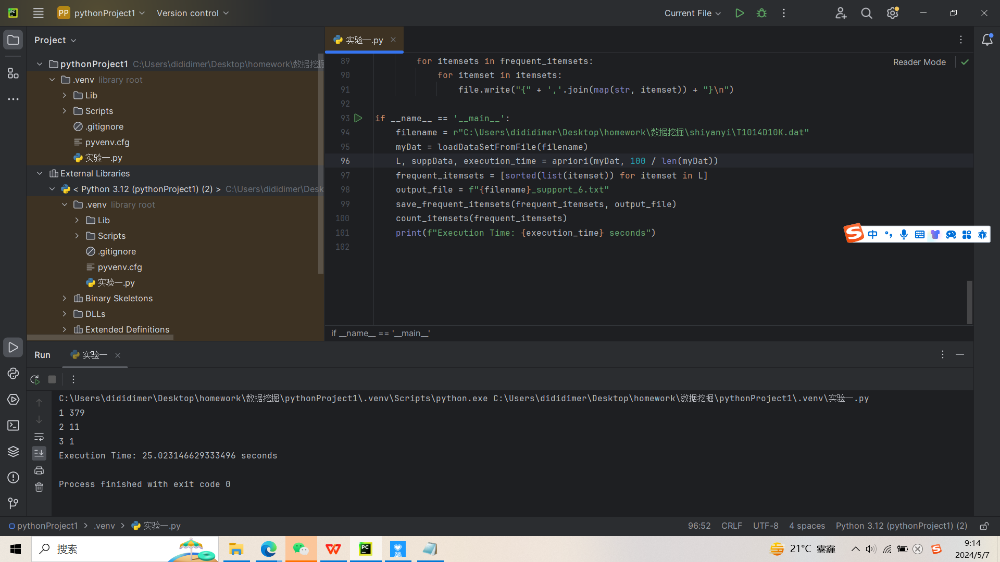 PP pythonProject1 Version control Current File
Project
pythonProject1 C:\Users\dididimer\Desktop\homework\数据挖掘
.venv library root
Lib
Scripts
.gitignore
pyvenv.cfg
实验一.py
External Libraries
< Python 3.12 (pythonProject1) (2) > C:\Users\dididimer\Desk
.venv library root
Lib
Scripts
.gitignore
pyvenv.cfg
实验一.py
Binary Skeletons
DLLs
Extended Definitions
实验一.py
Reader Mode
89 for itemsets in frequent_itemsets:
90 for itemset in itemsets:
91 file.write("{" + ','.join(map(str, itemset)) + "}\n")
92
93 if __name__ == '__main__':
94 filename = r"C:\Users\dididimer\Desktop\homework\数据挖掘\shiyanyi\T1014D10K.dat"
95 myDat = loadDataSetFromFile(filename)
96 L, suppData, execution_time = apriori(myDat, 100 / len(myDat))
97 frequent_itemsets = [sorted(list(itemset)) for itemset in L]
98 output_file = f"{filename}_support_6.txt"
99 save_frequent_itemsets(frequent_itemsets, output_file)
100 count_itemsets(frequent_itemsets)
101 print(f"Execution Time: {execution_time} seconds")
102
中
if __name__ == '__main__'
Run 实验一
C:\Users\dididimer\Desktop\homework\数据挖掘\pythonProject1\.venv\Scripts\python.exe C:\Users\dididimer\Desktop\homework\数据挖掘\pythonProject1\.venv\实验一.py
1 379
2 11
3 1
Execution Time: 25.023146629333496 seconds
Process finished with exit code 0
pythonProject1 > .venv > 实验一.py 96:52 CRLF UTF-8 4 spaces Python 3.12 (pythonProject1) (2)
搜索
21°C 雾霾
9:14
2024/5/7